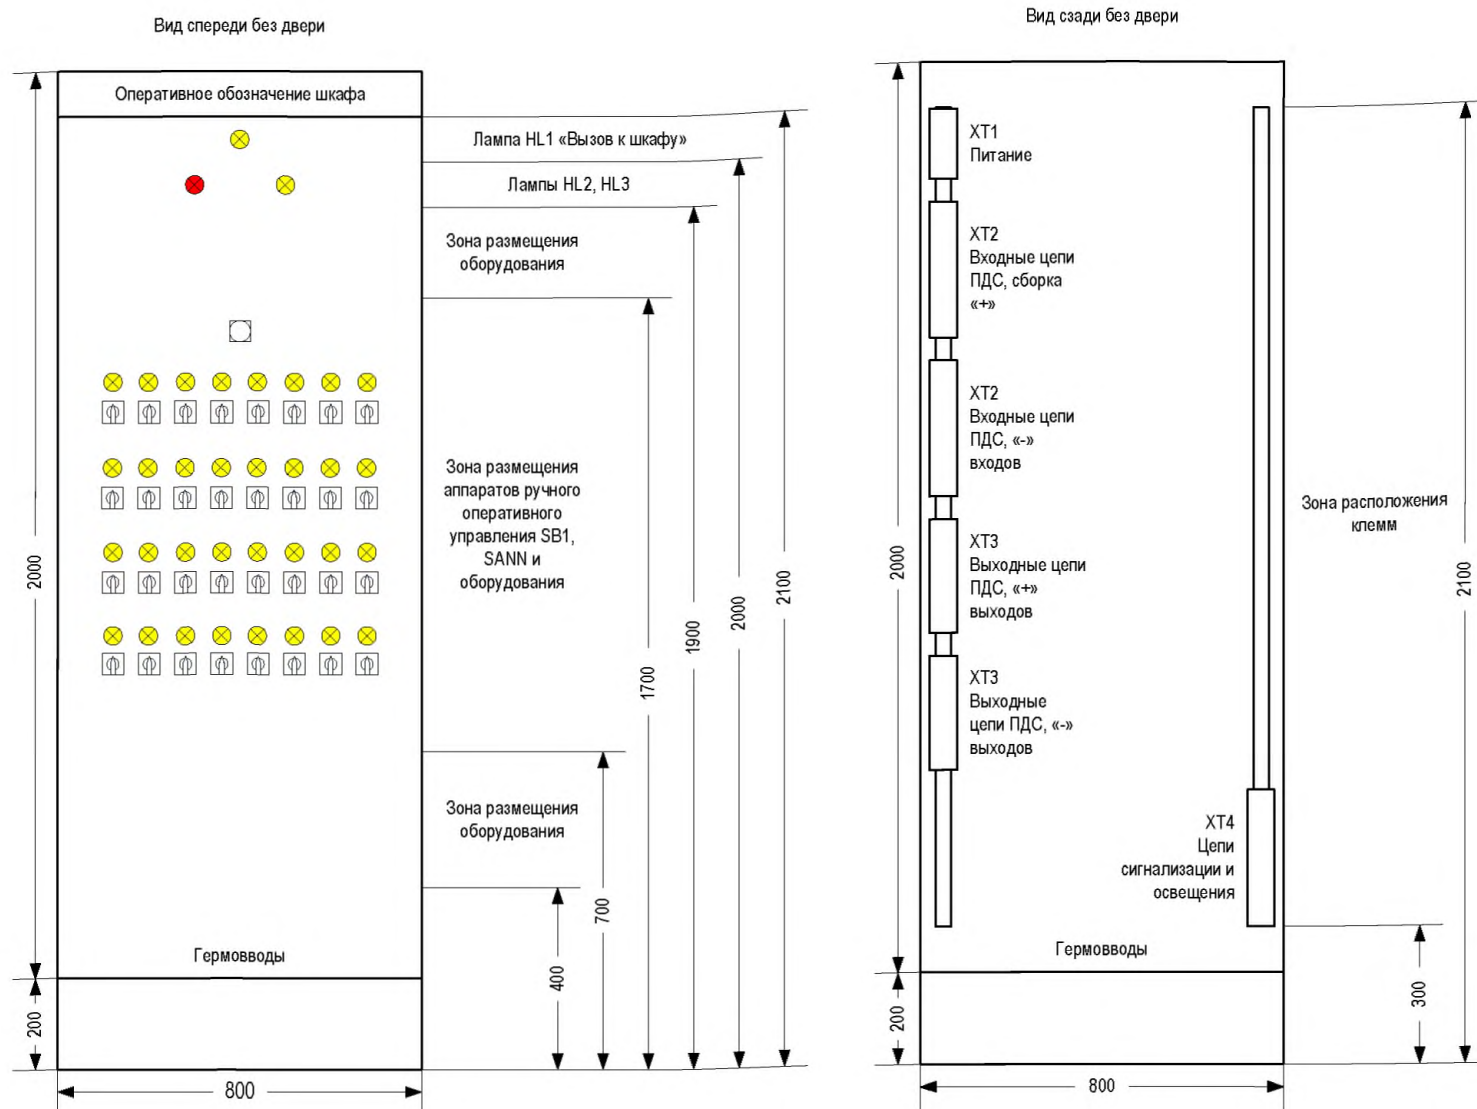 Вид спереди без двери
Оперативное обозначение шкафа
Лампа HL1 «Вызов к шкафу»
Лампы HL2, HL3
Зона размещения
оборудования
Зона размещения
аппаратов ручного
оперативного
управления SB1,
SANN и
оборудования
Зона размещения
оборудования
Гермовводы
2000
200
800
400
700
1700
1900
2000
2100
Вид сзади без двери
XT1
Питание
XT2
Входные цепи
ПДС, сборка
«+»
XT2
Входные цепи
ПДС, «-»
входов
XT3
Выходные цепи
ПДС, «+»
выходов
XT3
Выходные
цепи ПДС, «-»
выходов
XT4
Цепи
сигнализации и
освещения
Зона расположения
клемм
Гермовводы
2000
200
800
300
2100